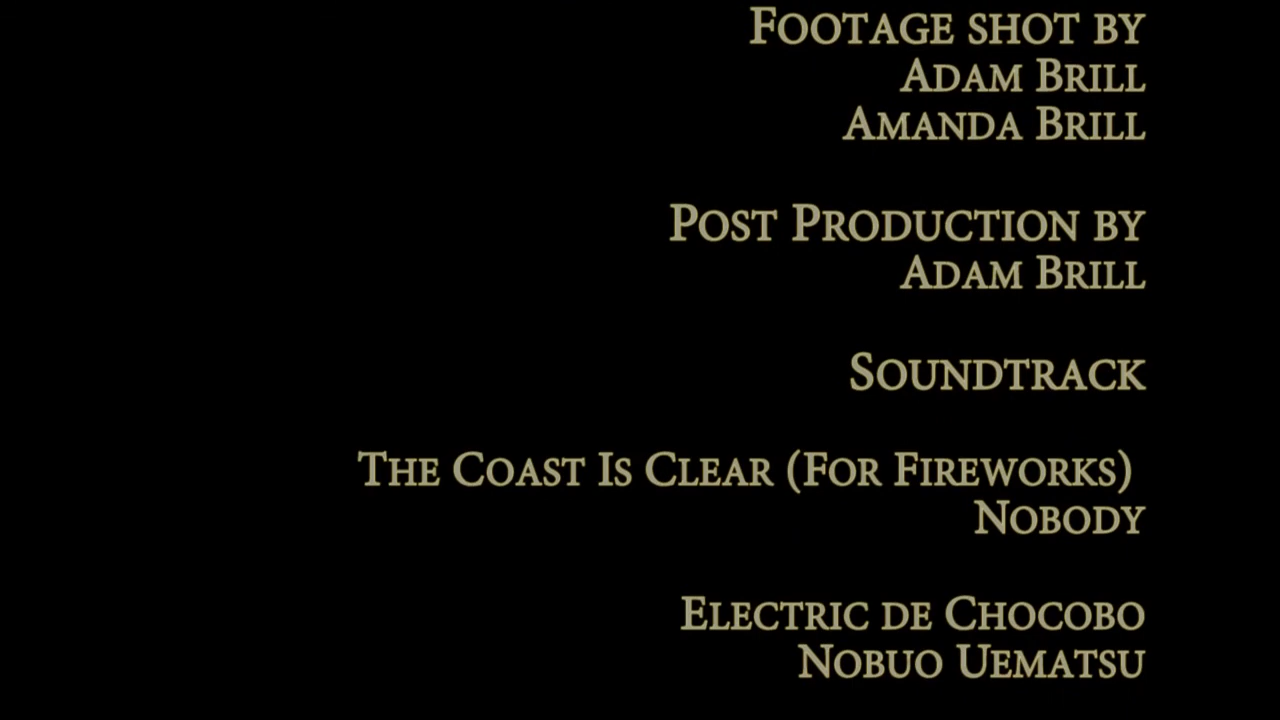 Footage shot by
Adam Brill
Amanda Brill
Post Production by
Adam Brill
Soundtrack
The Coast Is Clear (For Fireworks)
Nobody
Electric de Chocobo
Nobuo Uematsu